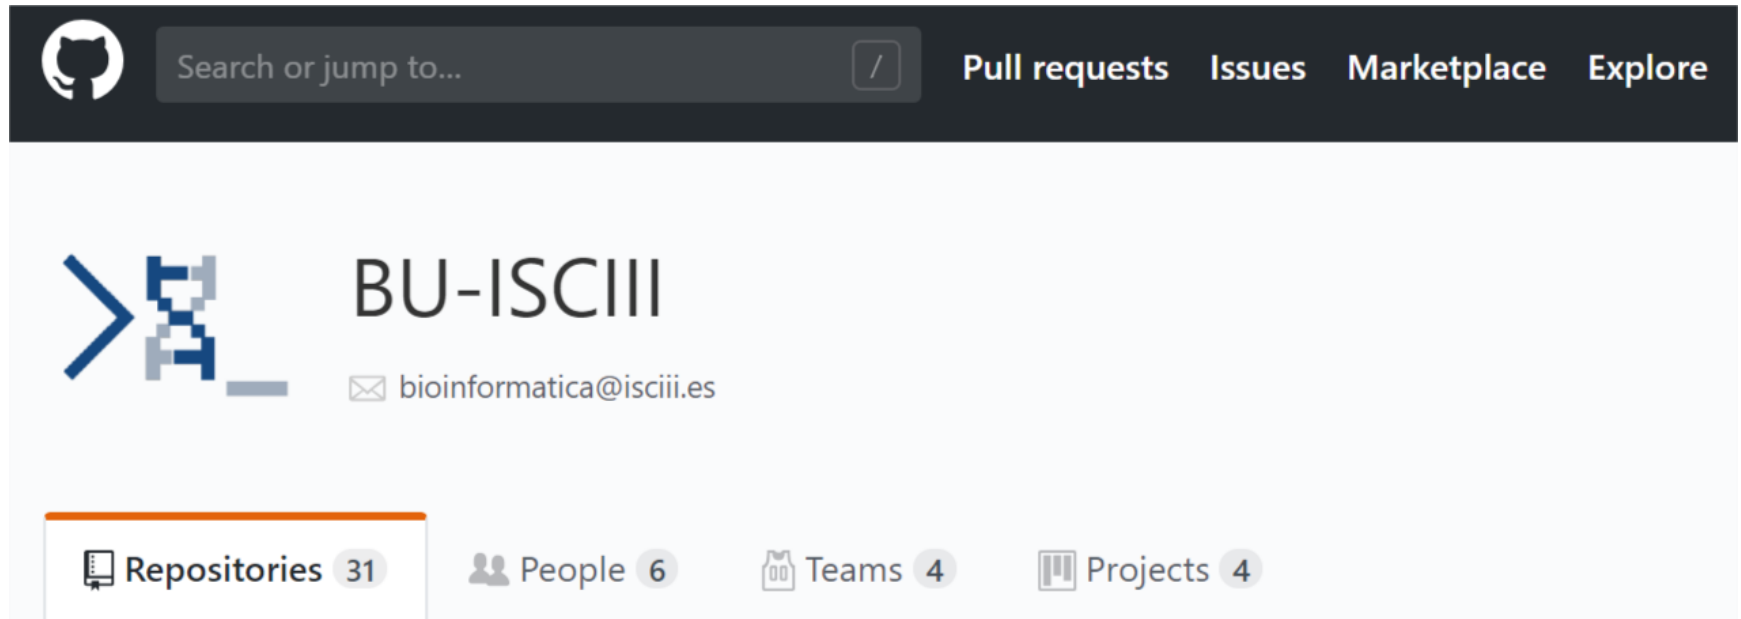 Search or jump to... / Pull requests Issues Marketplace Explore
BU-ISCIII
bioinformatica@isciii.es
Repositories 31 People 6 Teams 4 Projects 4